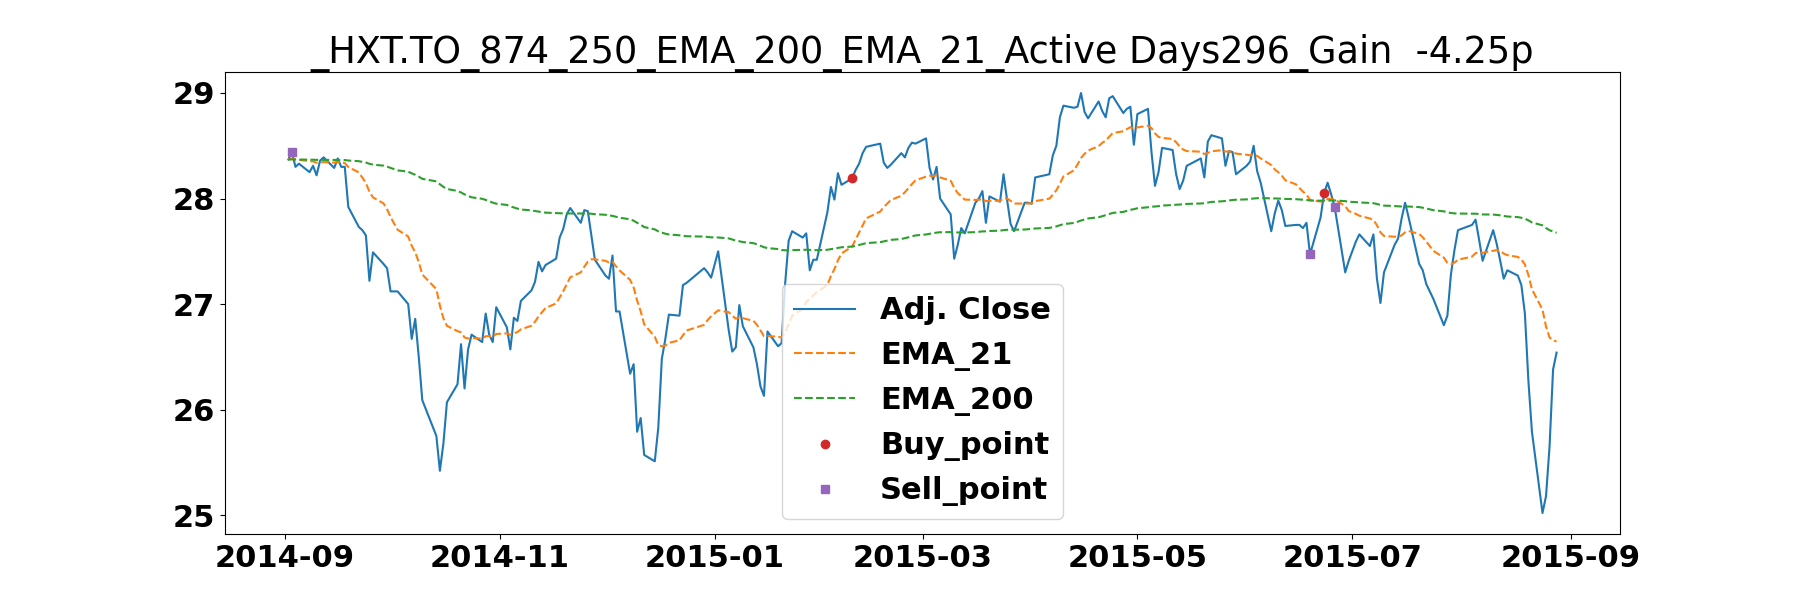 _HXT.TO_874_250_EMA_200_EMA_21_Active Days296_Gain  -4.25p
29
28
27
26
25
Adj. Close
EMA_21
EMA_200
Buy_point
Sell_point
2014-09 2014-11 2015-01 2015-03 2015-05 2015-07 2015-09